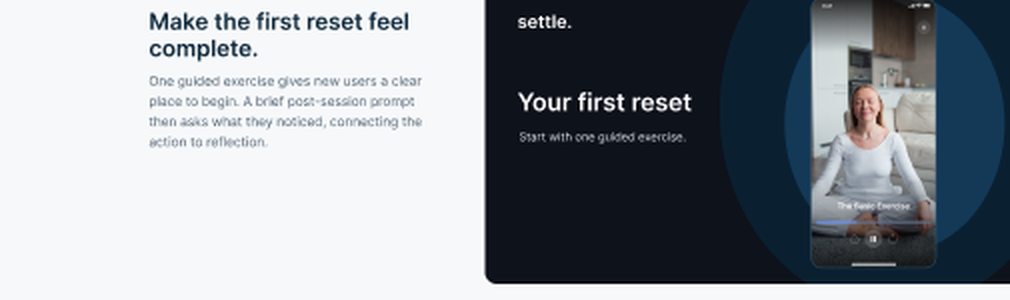 Make the first reset feel
complete.
One guided exercise gives new users a clear
place to begin. A brief post-session prompt
then asks what they noticed, connecting the
action to reflection.
settle.
Your first reset
Start with one guided exercise.
The Basic Exercise